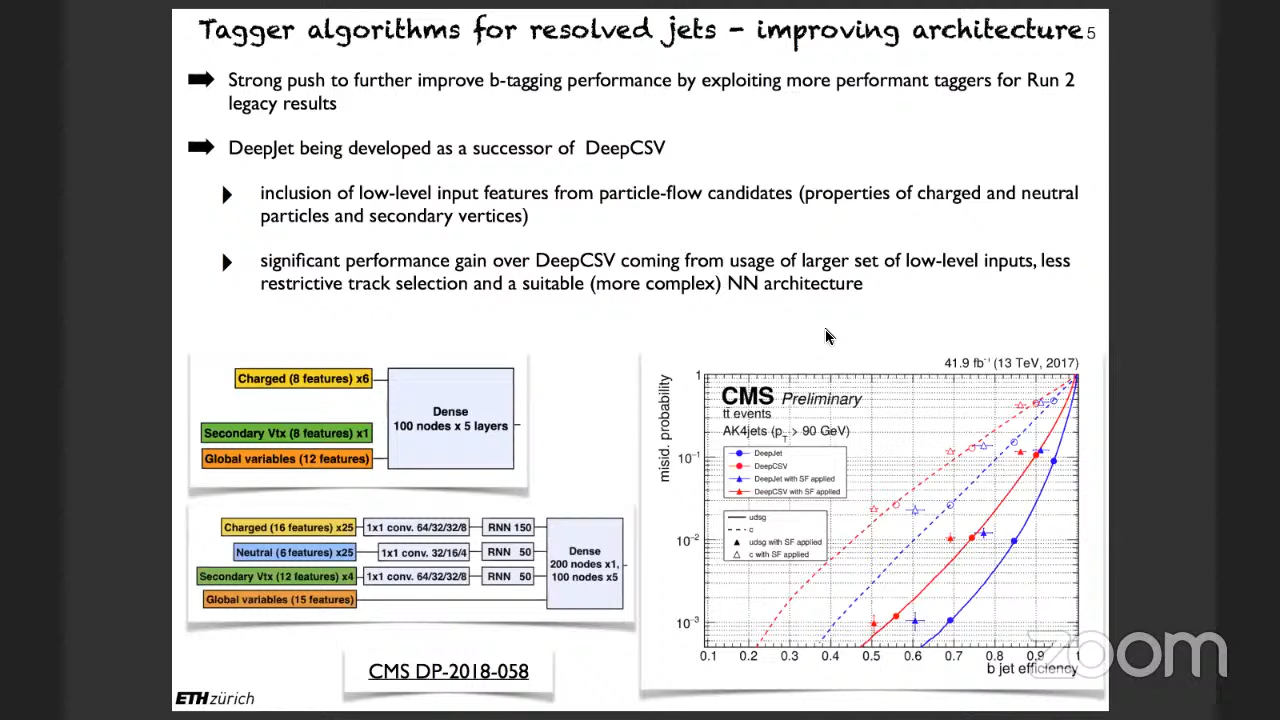 Tagger algorithms for resolved jets – improving architecture 5
Strong push to further improve b-tagging performance by exploiting more performant taggers for Run 2
legacy results
DeepJet being developed as a successor of DeepCSV
inclusion of low-level input features from particle-flow candidates (properties of charged and neutral
particles and secondary vertices)
significant performance gain over DeepCSV coming from usage of larger set of low-level inputs, less
restrictive track selection and a suitable (more complex) NN architecture
Charged (8 features) x6
Secondary Vtx (8 features) x1
Global variables (12 features)
Dense
100 nodes x 5 layers
Charged (16 features) x25 1x1 conv. 64/32/32/8 RNN 150
Neutral (6 features) x25 1x1 conv. 32/16/4 RNN 50
Secondary Vtx (12 features) x4 1x1 conv. 64/32/32/8 RNN 50
Global variables (15 features)
Dense
200 nodes x1,
100 nodes x5
CMS DP-2018-058
ETH zürich
41.9 fb⁻¹ (13 TeV, 2017)
misid. probability
1
10⁻¹
10⁻²
10⁻³
CMS Preliminary
tt events
AK4jets (pT > 90 GeV)
DeepJet
DeepCSV
DeepJet with SF applied
DeepCSV with SF applied
udsg
c
udsg with SF applied
c with SF applied
0.1 0.2 0.3 0.4 0.5 0.6 0.7 0.8 0.9 1
b jet efficiency
zoom